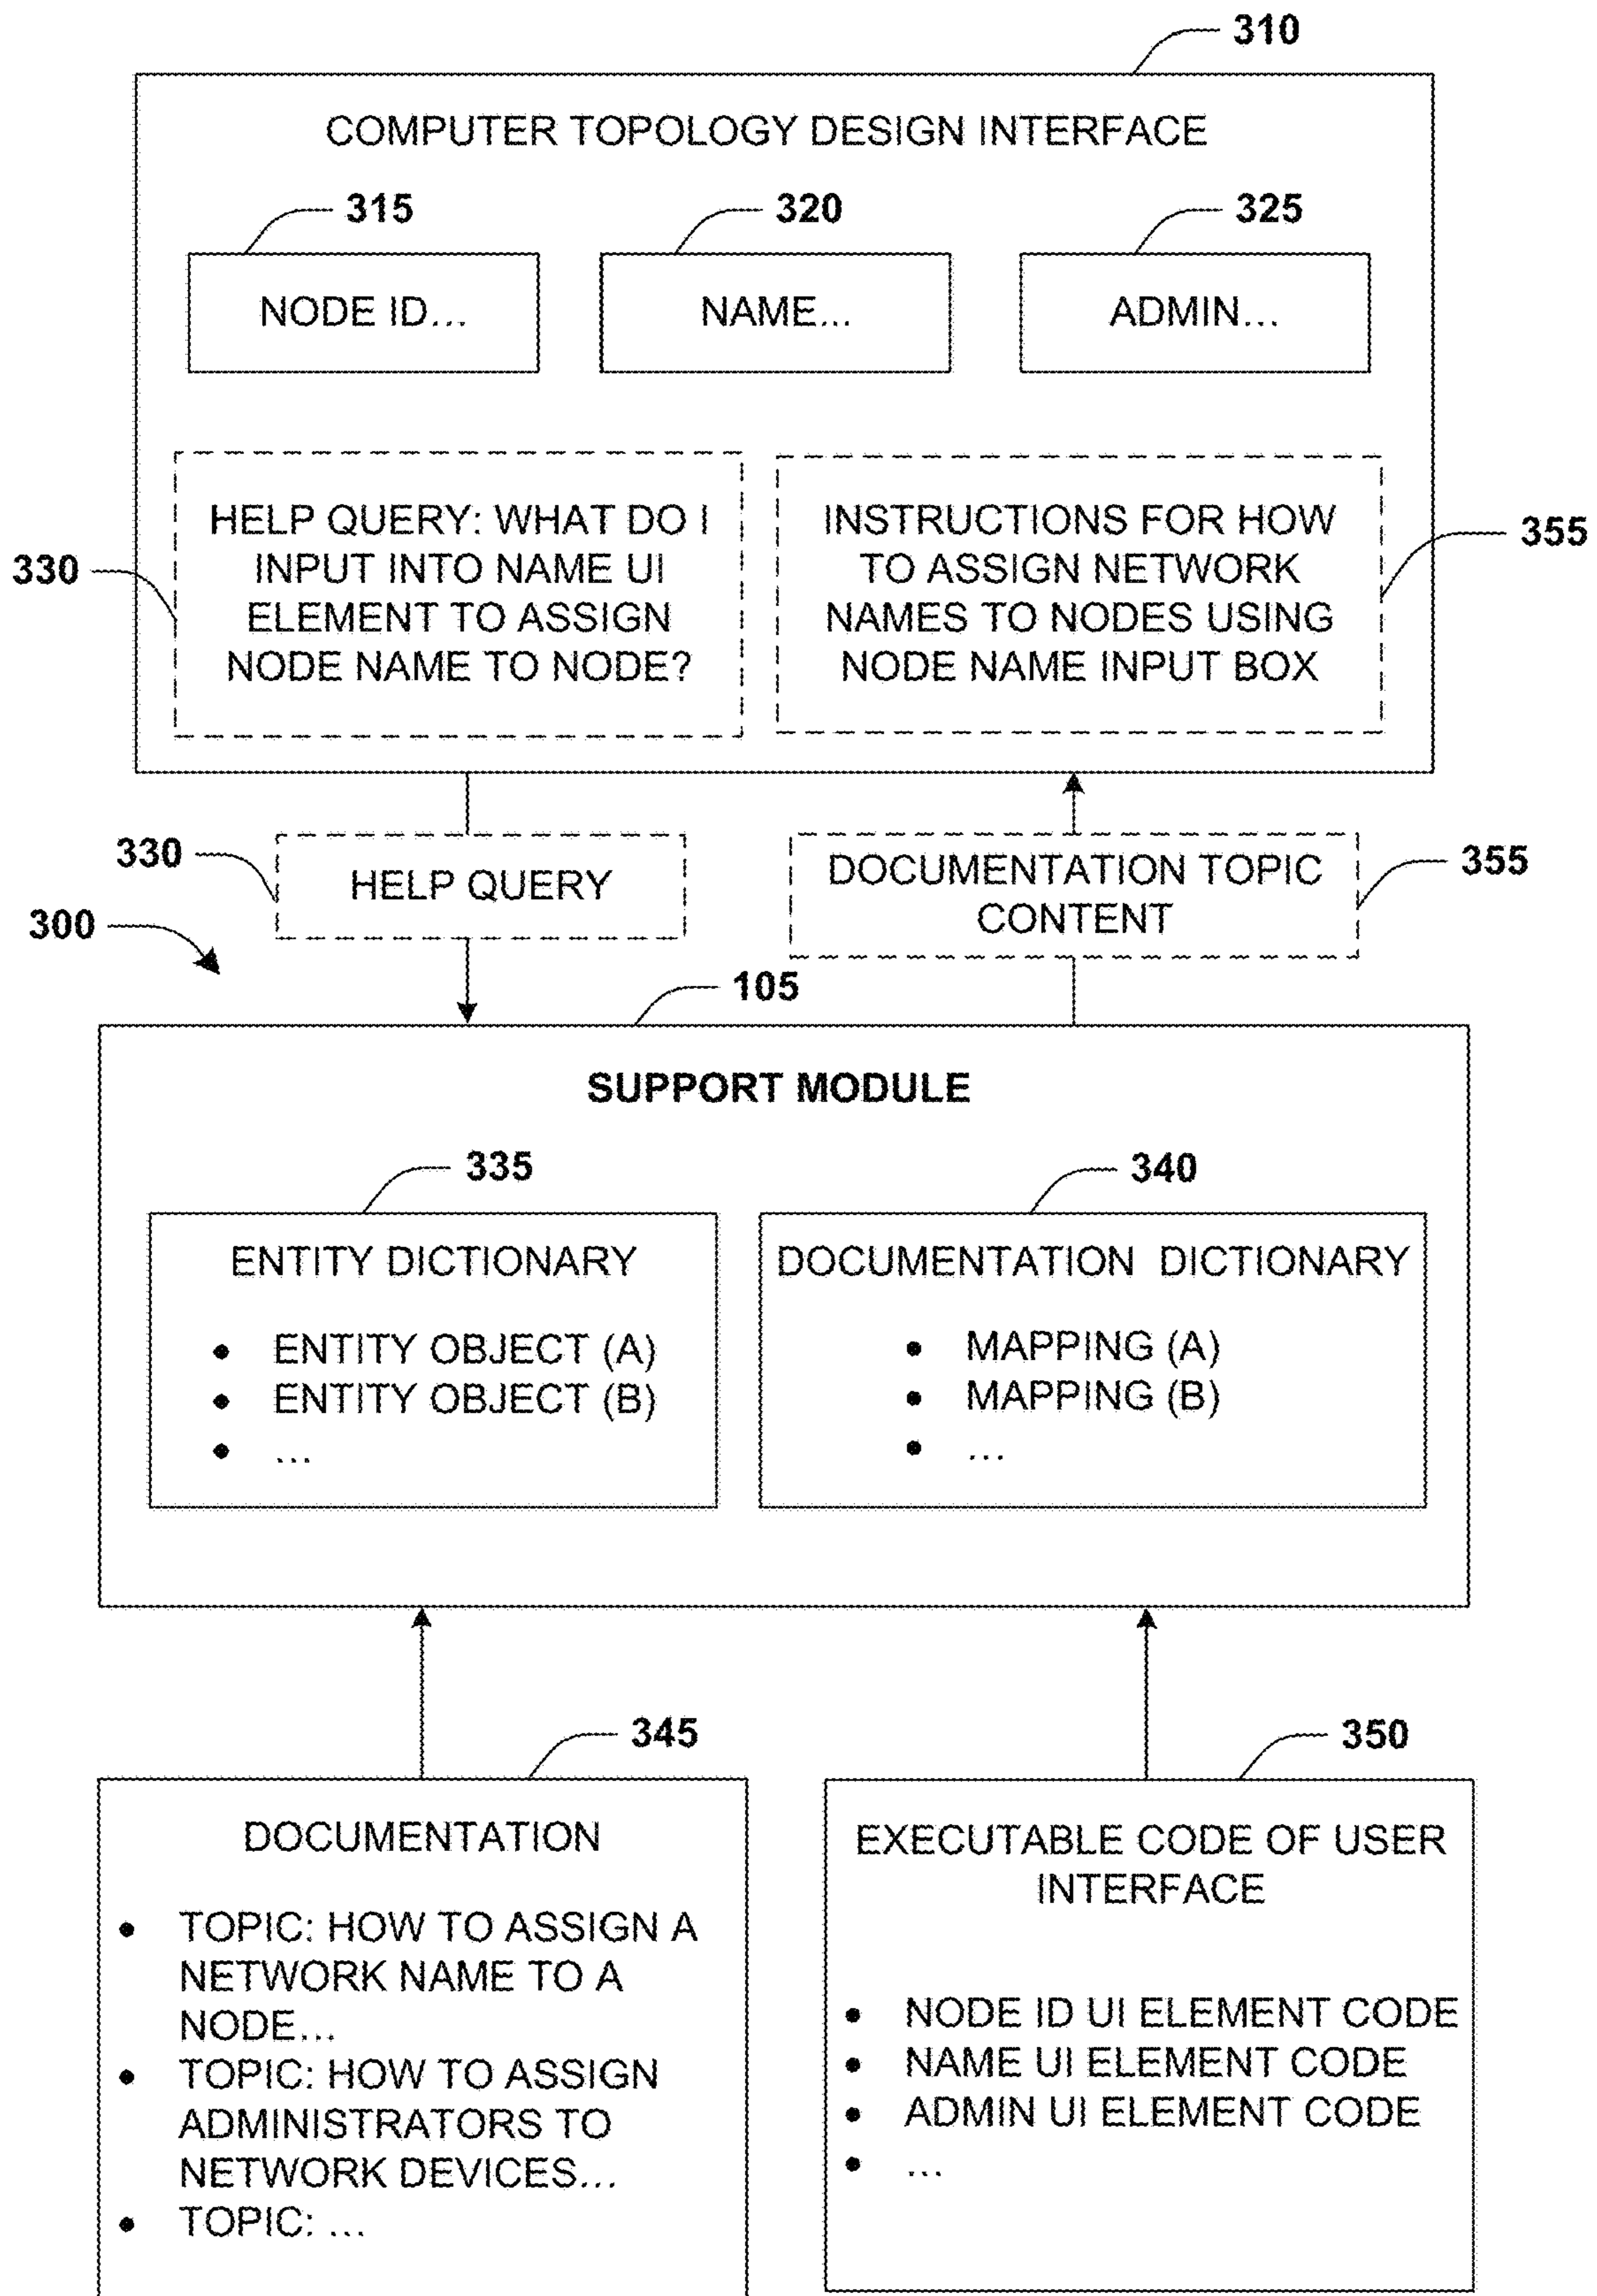 310
COMPUTER TOPOLOGY DESIGN INTERFACE
315
320
325
NODE ID...
NAME...
ADMIN...
330
HELP QUERY: WHAT DO I
INPUT INTO NAME UI
ELEMENT TO ASSIGN
NODE NAME TO NODE?
INSTRUCTIONS FOR HOW
TO ASSIGN NETWORK
NAMES TO NODES USING
NODE NAME INPUT BOX
355
330
HELP QUERY
DOCUMENTATION TOPIC
CONTENT
355
300
105
SUPPORT MODULE
335
340
ENTITY DICTIONARY
• ENTITY OBJECT (A)
• ENTITY OBJECT (B)
• ...
DOCUMENTATION DICTIONARY
• MAPPING (A)
• MAPPING (B)
• ...
345
350
DOCUMENTATION
• TOPIC: HOW TO ASSIGN A
NETWORK NAME TO A
NODE...
• TOPIC: HOW TO ASSIGN
ADMINISTRATORS TO
NETWORK DEVICES...
• TOPIC: ...
EXECUTABLE CODE OF USER
INTERFACE
• NODE ID UI ELEMENT CODE
• NAME UI ELEMENT CODE
• ADMIN UI ELEMENT CODE
• ...